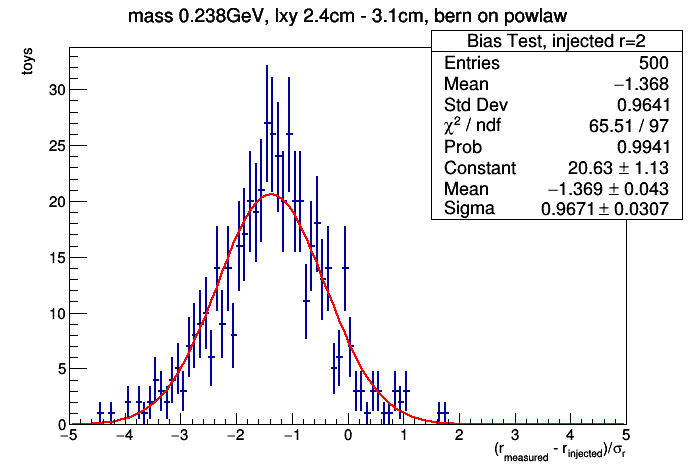 mass 0.238GeV, lxy 2.4cm - 3.1cm, bern on powlaw
Bias Test, injected r=2
Entries 500
Mean −1.368
Std Dev 0.9641
χ² / ndf 65.51 / 97
Prob 0.9941
Constant 20.63 ± 1.13
Mean −1.369 ± 0.043
Sigma 0.9671 ± 0.0307
toys
30
25
20
15
10
5
0
−5 −4 −3 −2 −1 0 1 2 3 4 5
(r_measured - r_injected)/σ_r